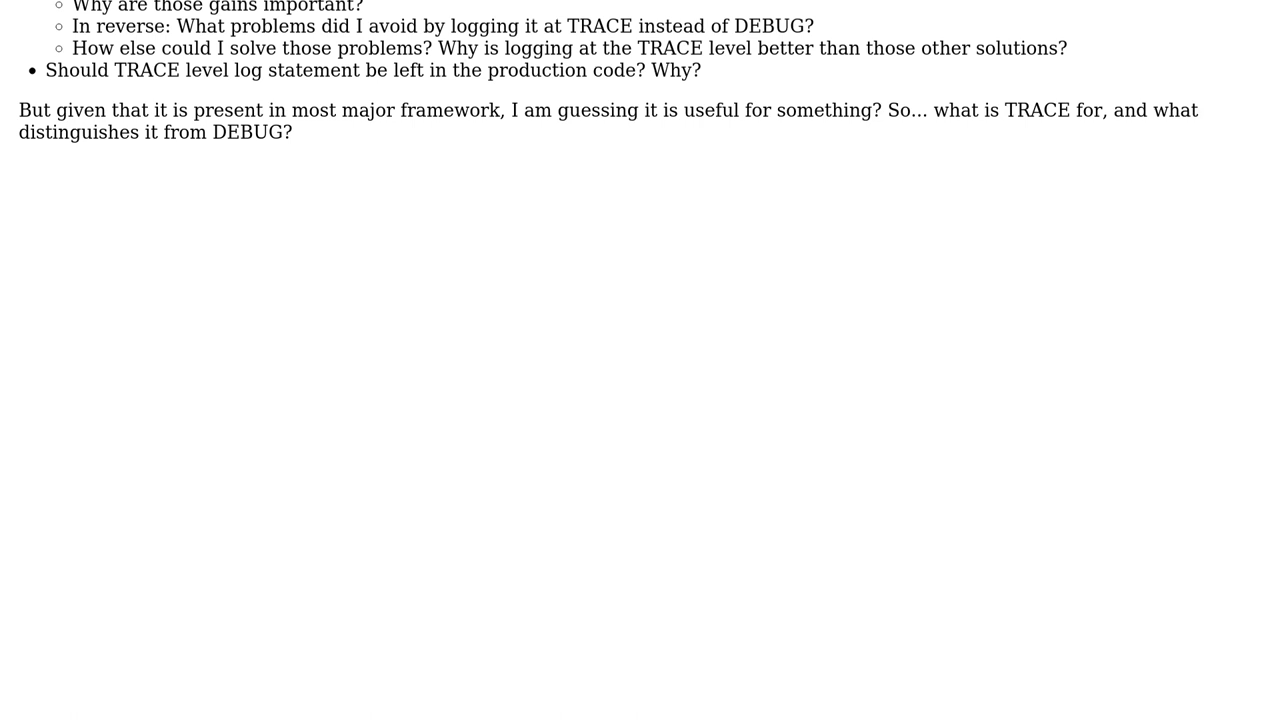 Why are those gains important?
In reverse: What problems did I avoid by logging it at TRACE instead of DEBUG?
How else could I solve those problems? Why is logging at the TRACE level better than those other solutions?
Should TRACE level log statement be left in the production code? Why?
But given that it is present in most major framework, I am guessing it is useful for something? So... what is TRACE for, and what
distinguishes it from DEBUG?